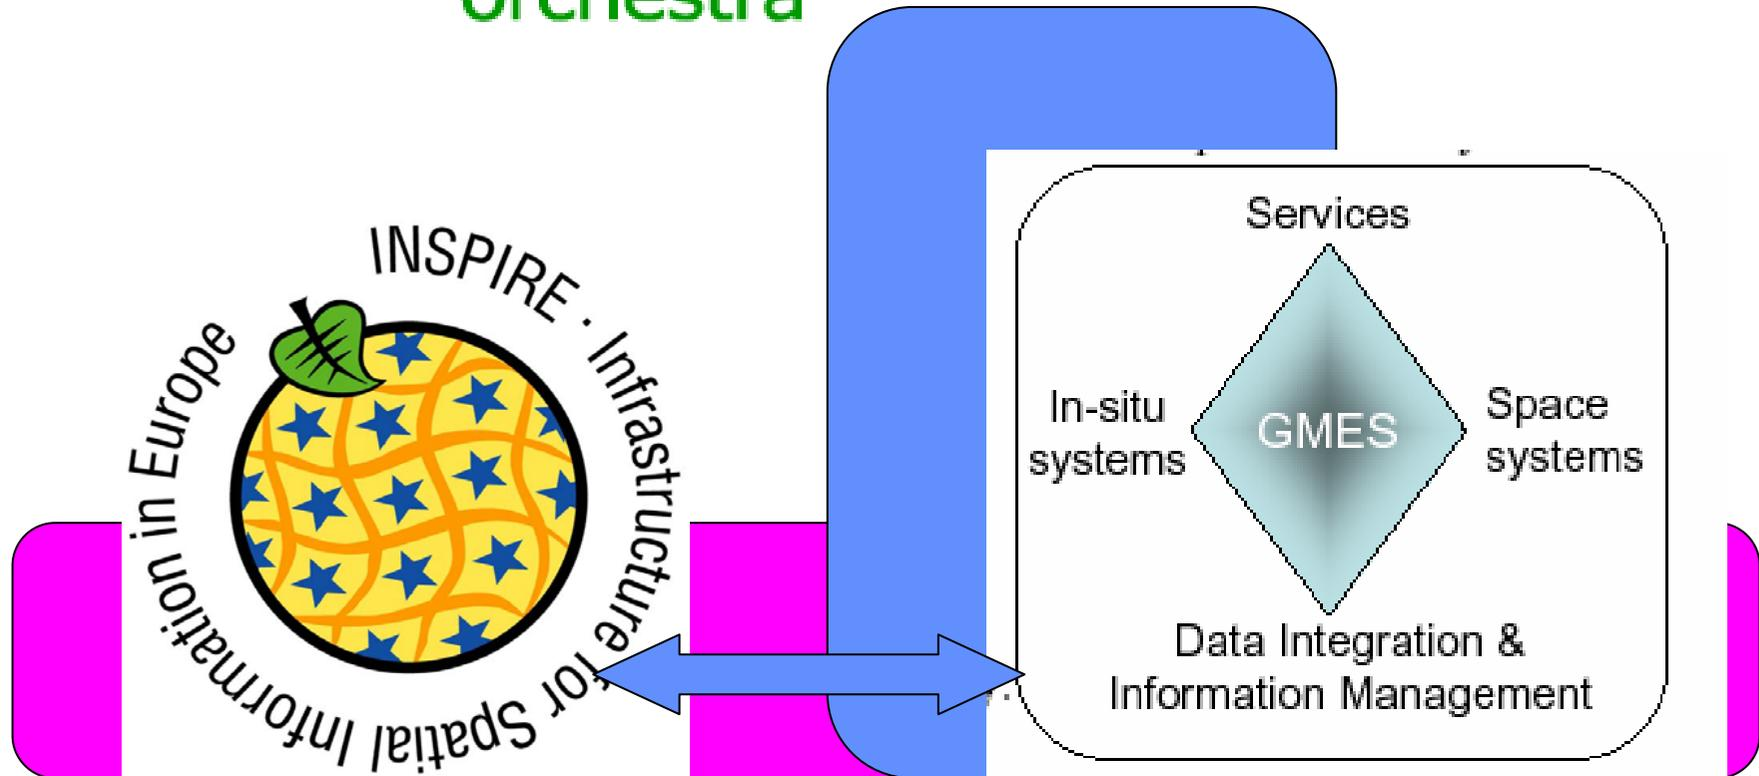 orchestra
INSPIRE · Infrastructure for Spatial Information in Europe
Services
In-situ
systems
GMES
Space
systems
Data Integration &
Information Management